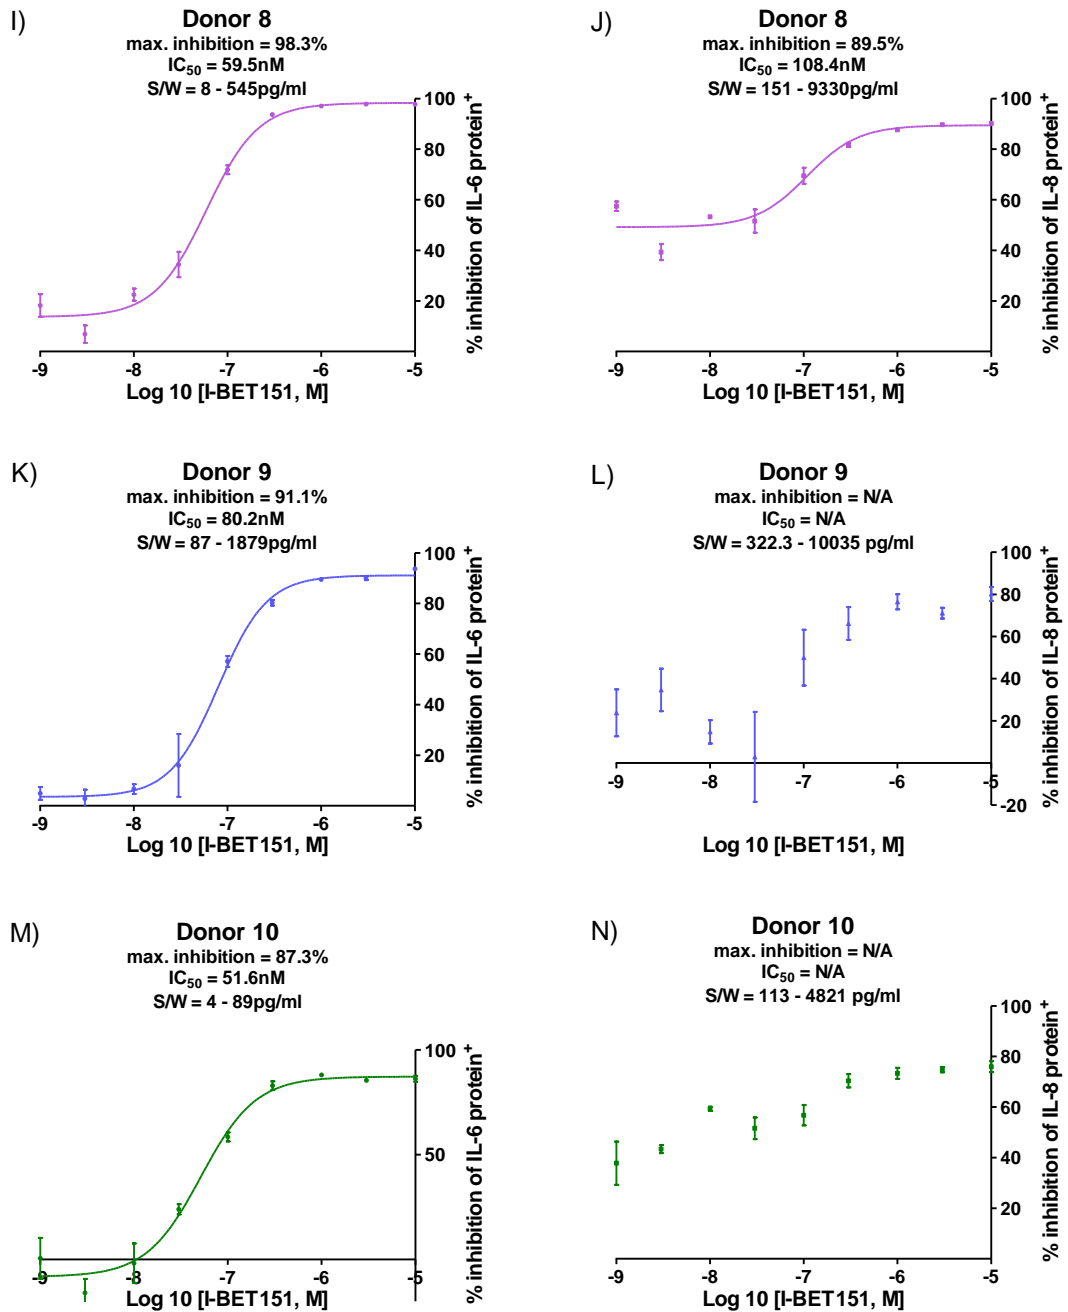 I)
Donor 8
max. inhibition = 98.3%
IC50 = 59.5nM
S/W = 8 - 545pg/ml
100
80
60
40
20
% inhibition of IL-6 protein+
-9
-8
-7
-6
-5
Log 10 [I-BET151, M]
J)
Donor 8
max. inhibition = 89.5%
IC50 = 108.4nM
S/W = 151 - 9330pg/ml
100
80
60
40
20
% inhibition of IL-8 protein+
-9
-8
-7
-6
-5
Log 10 [I-BET151, M]
K)
Donor 9
max. inhibition = 91.1%
IC50 = 80.2nM
S/W = 87 - 1879pg/ml
100
80
60
40
20
% inhibition of IL-6 protein+
-9
-8
-7
-6
-5
Log 10 [I-BET151, M]
L)
Donor 9
max. inhibition = N/A
IC50 = N/A
S/W = 322.3 - 10035 pg/ml
100
80
60
40
20
-20
% inhibition of IL-8 protein+
-9
-8
-7
-6
-5
Log 10 [I-BET151, M]
M)
Donor 10
max. inhibition = 87.3%
IC50 = 51.6nM
S/W = 4 - 89pg/ml
100
50
% inhibition of IL-6 protein+
-9
-8
-7
-6
-5
Log 10 [I-BET151, M]
N)
Donor 10
max. inhibition = N/A
IC50 = N/A
S/W = 113 - 4821 pg/ml
100
80
60
40
20
% inhibition of IL-8 protein+
-9
-8
-7
-6
-5
Log 10 [I-BET151, M]